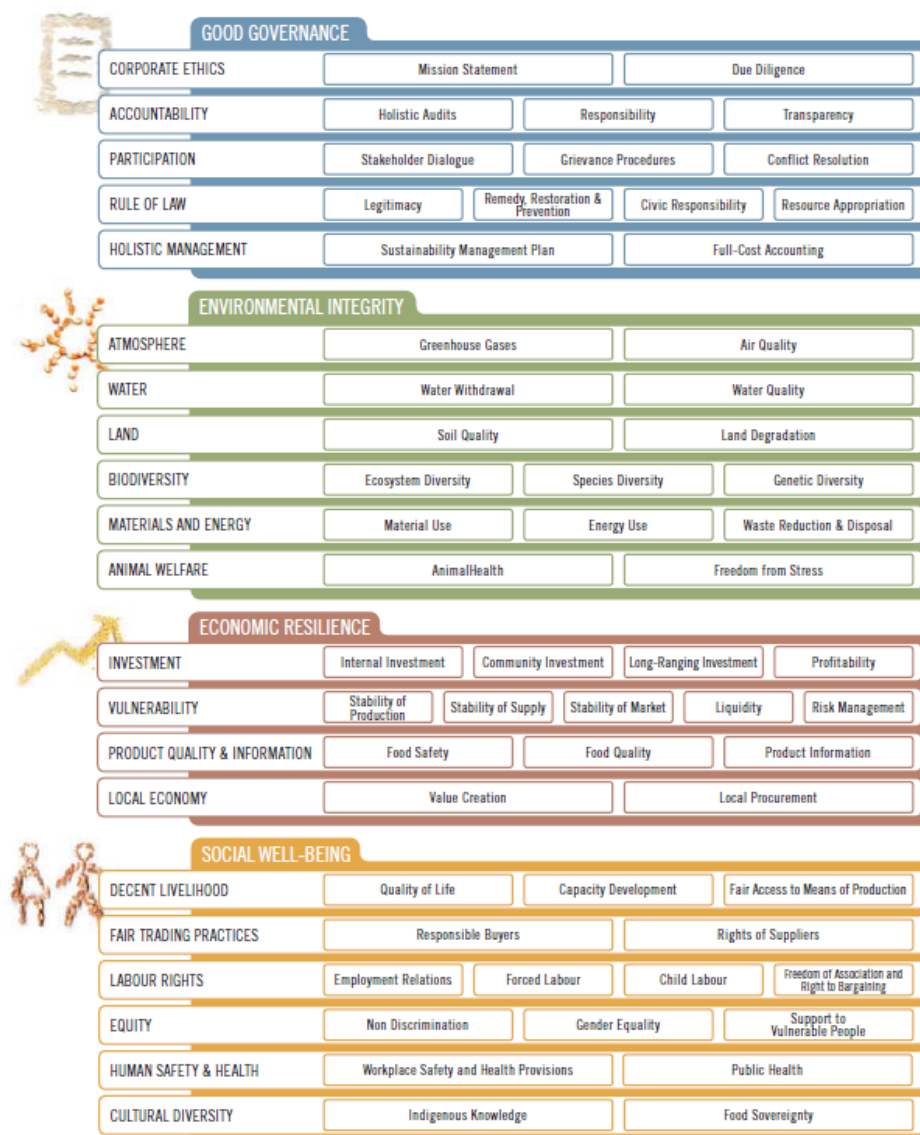 GOOD GOVERNANCE
CORPORATE ETHICS Mission Statement Due Diligence
ACCOUNTABILITY Holistic Audits Responsibility Transparency
PARTICIPATION Stakeholder Dialogue Grievance Procedures Conflict Resolution
RULE OF LAW Legitimacy Remedy, Restoration & Prevention Civic Responsibility Resource Appropriation
HOLISTIC MANAGEMENT Sustainability Management Plan Full-Cost Accounting
ENVIRONMENTAL INTEGRITY
ATMOSPHERE Greenhouse Gases Air Quality
WATER Water Withdrawal Water Quality
LAND Soil Quality Land Degradation
BIODIVERSITY Ecosystem Diversity Species Diversity Genetic Diversity
MATERIALS AND ENERGY Material Use Energy Use Waste Reduction & Disposal
ANIMAL WELFARE AnimalHealth Freedom from Stress
ECONOMIC RESILIENCE
INVESTMENT Internal Investment Community Investment Long-Ranging Investment Profitability
VULNERABILITY Stability of Production Stability of Supply Stability of Market Liquidity Risk Management
PRODUCT QUALITY & INFORMATION Food Safety Food Quality Product Information
LOCAL ECONOMY Value Creation Local Procurement
SOCIAL WELL-BEING
DECENT LIVELIHOOD Quality of Life Capacity Development Fair Access to Means of Production
FAIR TRADING PRACTICES Responsible Buyers Rights of Suppliers
LABOUR RIGHTS Employment Relations Forced Labour Child Labour Freedom of Association and Right to Bargaining
EQUITY Non Discrimination Gender Equality Support to Vulnerable People
HUMAN SAFETY & HEALTH Workplace Safety and Health Provisions Public Health
CULTURAL DIVERSITY Indigenous Knowledge Food Sovereignty